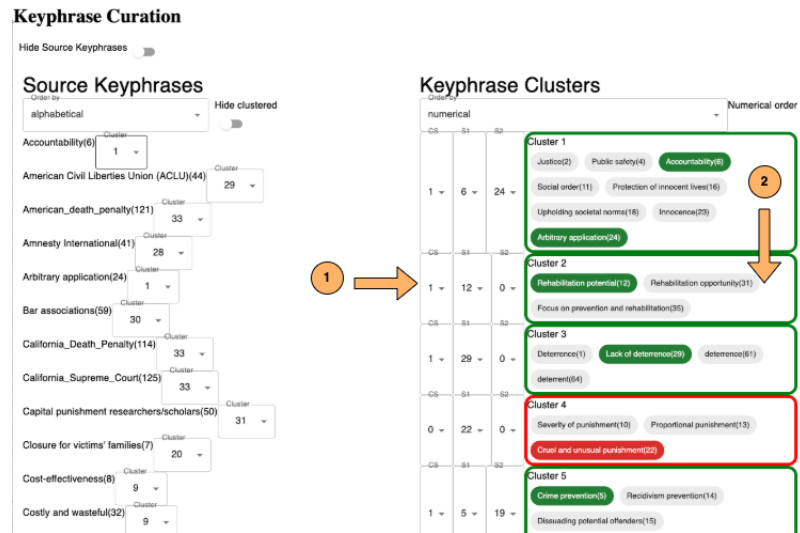 Keyphrase Curation
Hide Source Keyphrases
Source Keyphrases
Order by
alphabetical
Hide clustered
Accountability(6)
Cluster
1
American Civil Liberties Union (ACLU)(44)
Cluster
29
American_death_penalty(121)
Cluster
33
Amnesty International(41)
Cluster
28
Arbitrary application(24)
Cluster
1
Bar associations(59)
Cluster
30
California_Death_Penalty(114)
Cluster
33
California_Supreme_Court(125)
Cluster
33
Capital punishment researchers/scholars(50)
Cluster
31
Closure for victims' families(7)
Cluster
20
Cost-effectiveness(8)
Cluster
9
Costly and wasteful(32)
Cluster
9
1
Keyphrase Clusters
Order by
numerical
Numerical order
CS S1 S2
1 6 24
Cluster 1
Justice(2) Public safety(4) Accountability(6)
Social order(11) Protection of innocent lives(16)
Upholding societal norms(18) Innocence(23)
Arbitrary application(24)
2
CS S1 S2
1 12 0
Cluster 2
Rehabilitation potential(12) Rehabilitation opportunity(31)
Focus on prevention and rehabilitation(35)
CS S1 S2
1 29 0
Cluster 3
Deterrence(1) Lack of deterrence(29) deterrence(61)
deterrent(64)
CS S1 S2
0 22 0
Cluster 4
Severity of punishment(10) Proportional punishment(13)
Cruel and unusual punishment(22)
CS S1 S2
1 5 19
Cluster 5
Crime prevention(5) Recidivism prevention(14)
Dissuading potential offenders(15)